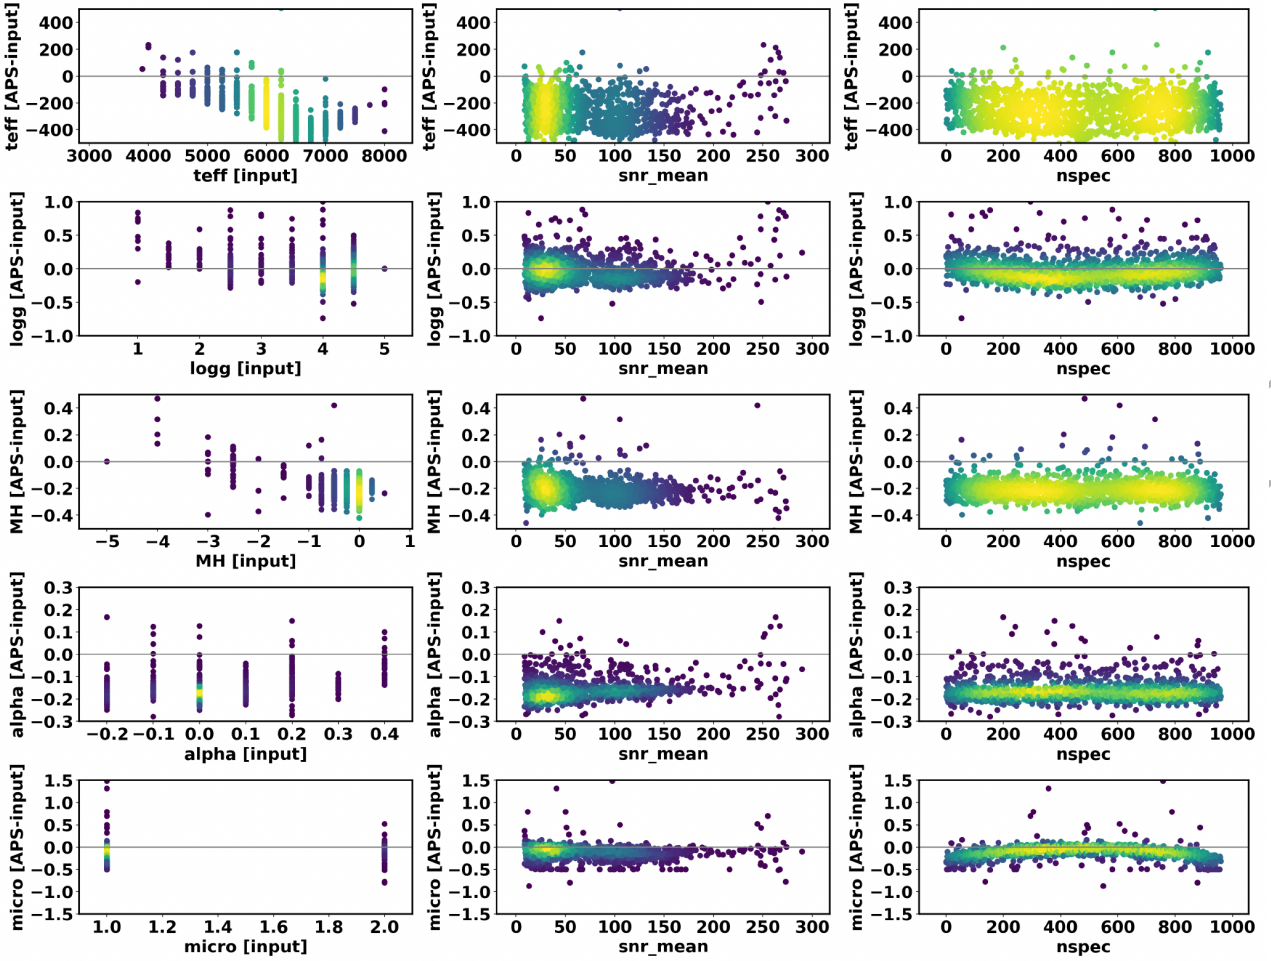 400
200
0
−200
−400
teff [APS-input]
3000 4000 5000 6000 7000 8000
teff [input]
400
200
0
−200
−400
teff [APS-input]
0 50 100 150 200 250 300
snr_mean
400
200
0
−200
−400
teff [APS-input]
0 200 400 600 800 1000
nspec
1.0
0.5
0.0
−0.5
−1.0
logg [APS-input]
1 2 3 4 5
logg [input]
1.0
0.5
0.0
−0.5
−1.0
logg [APS-input]
0 50 100 150 200 250 300
snr_mean
1.0
0.5
0.0
−0.5
−1.0
logg [APS-input]
0 200 400 600 800 1000
nspec
0.4
0.2
0.0
−0.2
−0.4
MH [APS-input]
−5 −4 −3 −2 −1 0 1
MH [input]
0.4
0.2
0.0
−0.2
−0.4
MH [APS-input]
0 50 100 150 200 250 300
snr_mean
0.4
0.2
0.0
−0.2
−0.4
MH [APS-input]
0 200 400 600 800 1000
nspec
0.3
0.2
0.1
0.0
−0.1
−0.2
−0.3
alpha [APS-input]
−0.2 −0.1 0.0 0.1 0.2 0.3 0.4
alpha [input]
0.3
0.2
0.1
0.0
−0.1
−0.2
−0.3
alpha [APS-input]
0 50 100 150 200 250 300
snr_mean
0.3
0.2
0.1
0.0
−0.1
−0.2
−0.3
alpha [APS-input]
0 200 400 600 800 1000
nspec
1.5
1.0
0.5
0.0
−0.5
−1.0
−1.5
micro [APS-input]
1.0 1.2 1.4 1.6 1.8 2.0
micro [input]
1.5
1.0
0.5
0.0
−0.5
−1.0
−1.5
micro [APS-input]
0 50 100 150 200 250 300
snr_mean
1.5
1.0
0.5
0.0
−0.5
−1.0
−1.5
micro [APS-input]
0 200 400 600 800 1000
nspec